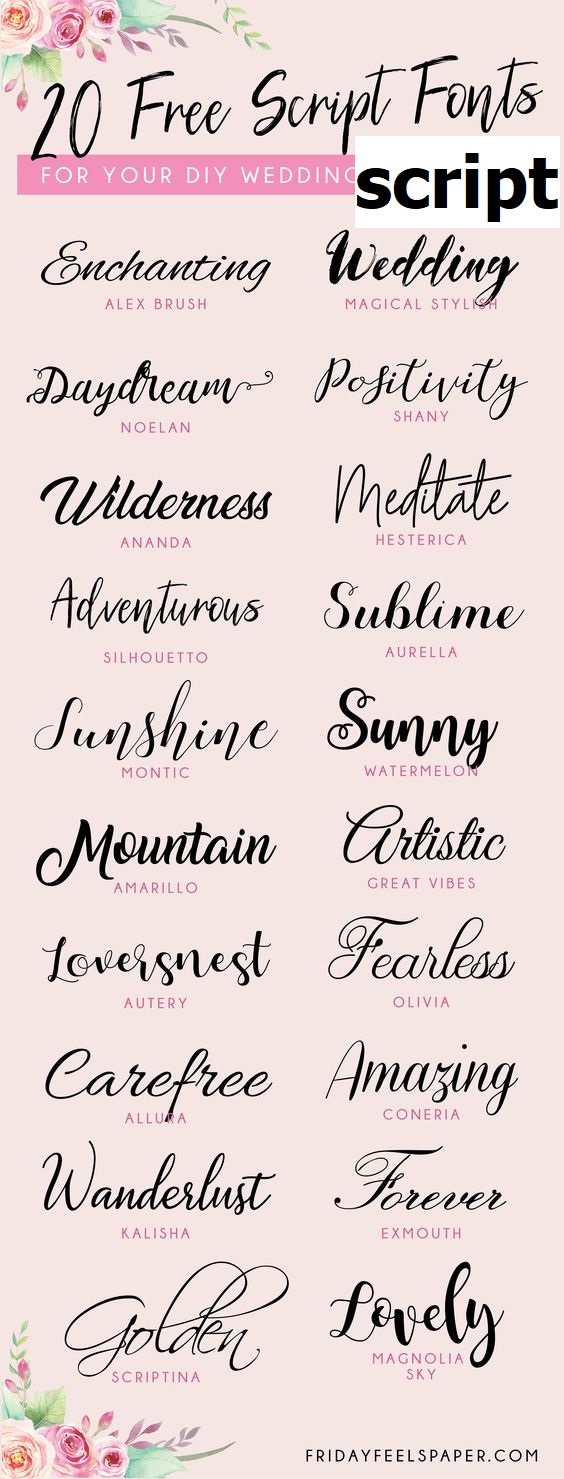 20 Free Script Fonts
FOR YOUR DIY WEDDING
script
Enchanting
ALEX BRUSH
Wedding
MAGICAL STYLISH
Daydream
NOELAN
Positivity
SHANY
Wilderness
ANANDA
Meditate
HESTERICA
Adventurous
SILHOUETTO
Sublime
AURELLA
Sunshine
MONTIC
Sunny
WATERMELON
Mountain
AMARILLO
Artistic
GREAT VIBES
Loversnest
AUTERY
Fearless
OLIVIA
Carefree
ALLURA
Amazing
CONERIA
Wanderlust
KALISHA
Forever
EXMOUTH
Golden
SCRIPTINA
Lovely
MAGNOLIA
SKY
FRIDAYFEELSPAPER.COM